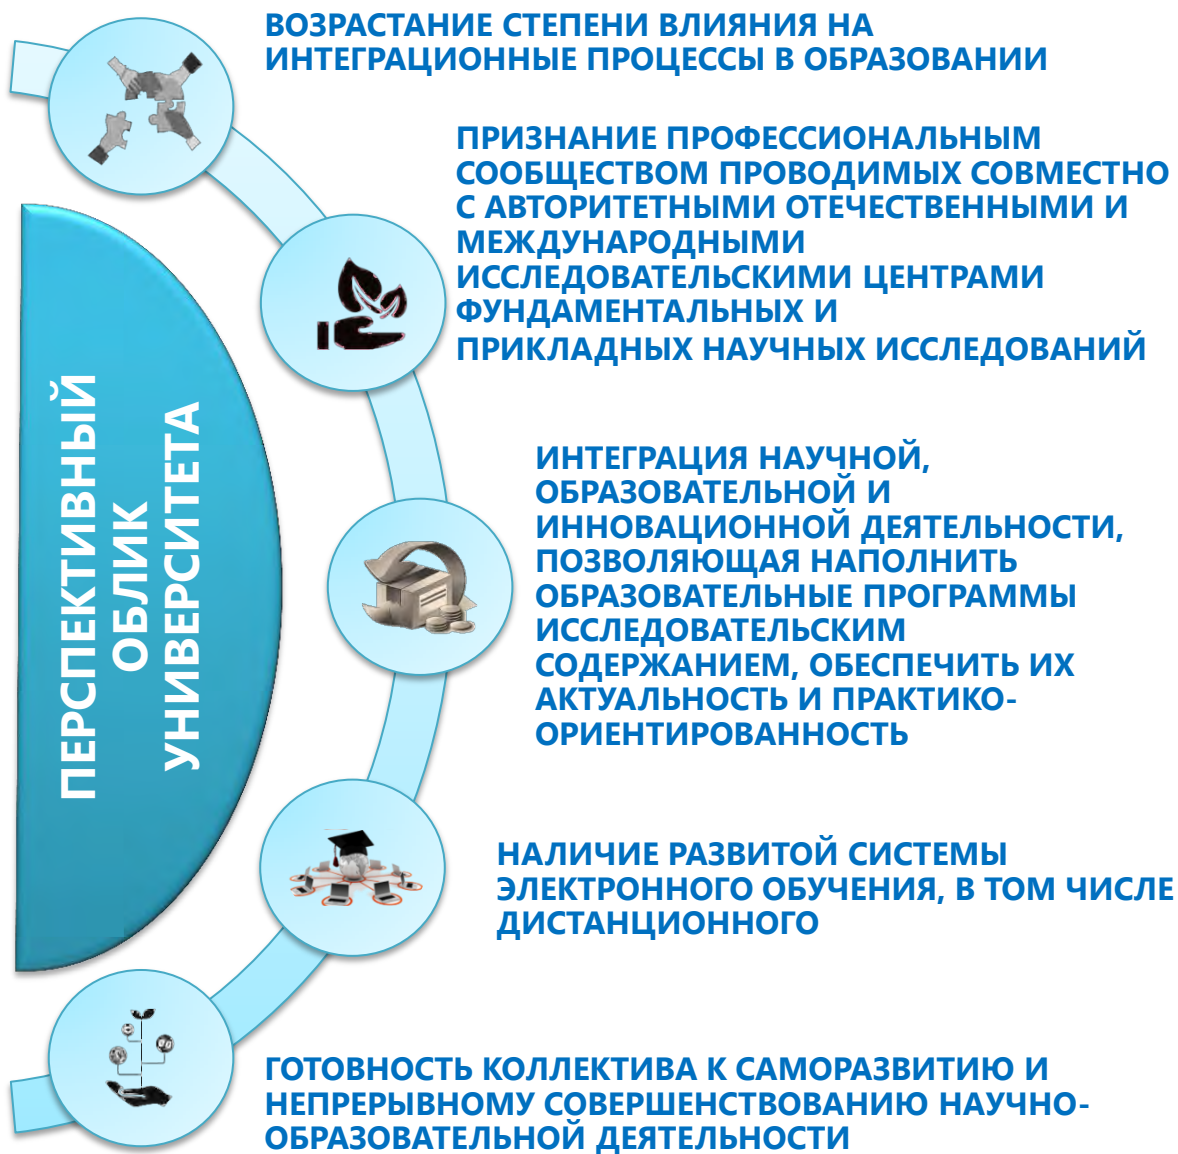 ВОЗРАСТАНИЕ СТЕПЕНИ ВЛИЯНИЯ НА
ИНТЕГРАЦИОННЫЕ ПРОЦЕССЫ В ОБРАЗОВАНИИ
ПРИЗНАНИЕ ПРОФЕССИОНАЛЬНЫМ
СООБЩЕСТВОМ ПРОВОДИМЫХ СОВМЕСТНО
С АВТОРИТЕТНЫМИ ОТЕЧЕСТВЕННЫМИ И
МЕЖДУНАРОДНЫМИ
ИССЛЕДОВАТЕЛЬСКИМИ ЦЕНТРАМИ
ФУНДАМЕНТАЛЬНЫХ И
ПРИКЛАДНЫХ НАУЧНЫХ ИССЛЕДОВАНИЙ
ПЕРСПЕКТИВНЫЙ
ОБЛИК
УНИВЕРСИТЕТА
ИНТЕГРАЦИЯ НАУЧНОЙ,
ОБРАЗОВАТЕЛЬНОЙ И
ИННОВАЦИОННОЙ ДЕЯТЕЛЬНОСТИ,
ПОЗВОЛЯЮЩАЯ НАПОЛНИТЬ
ОБРАЗОВАТЕЛЬНЫЕ ПРОГРАММЫ
ИССЛЕДОВАТЕЛЬСКИМ
СОДЕРЖАНИЕМ, ОБЕСПЕЧИТЬ ИХ
АКТУАЛЬНОСТЬ И ПРАКТИКО-
ОРИЕНТИРОВАННОСТЬ
НАЛИЧИЕ РАЗВИТОЙ СИСТЕМЫ
ЭЛЕКТРОННОГО ОБУЧЕНИЯ, В ТОМ ЧИСЛЕ
ДИСТАНЦИОННОГО
ГОТОВНОСТЬ КОЛЛЕКТИВА К САМОРАЗВИТИЮ И
НЕПРЕРЫВНОМУ СОВЕРШЕНСТВОВАНИЮ НАУЧНО-
ОБРАЗОВАТЕЛЬНОЙ ДЕЯТЕЛЬНОСТИ